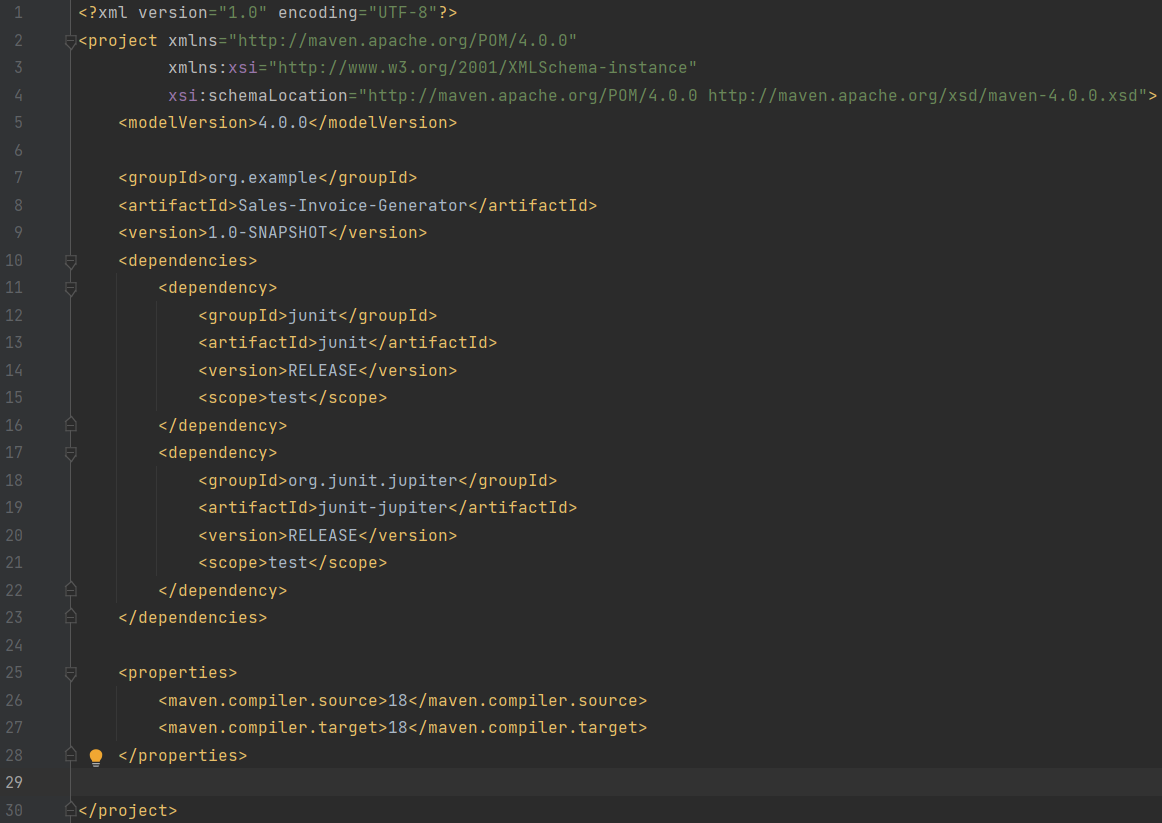 1 <?xml version="1.0" encoding="UTF-8"?>
2 <project xmlns="http://maven.apache.org/POM/4.0.0"
3          xmlns:xsi="http://www.w3.org/2001/XMLSchema-instance"
4          xsi:schemaLocation="http://maven.apache.org/POM/4.0.0 http://maven.apache.org/xsd/maven-4.0.0.xsd">
5     <modelVersion>4.0.0</modelVersion>
6
7     <groupId>org.example</groupId>
8     <artifactId>Sales-Invoice-Generator</artifactId>
9     <version>1.0-SNAPSHOT</version>
10     <dependencies>
11         <dependency>
12             <groupId>junit</groupId>
13             <artifactId>junit</artifactId>
14             <version>RELEASE</version>
15             <scope>test</scope>
16         </dependency>
17         <dependency>
18             <groupId>org.junit.jupiter</groupId>
19             <artifactId>junit-jupiter</artifactId>
20             <version>RELEASE</version>
21             <scope>test</scope>
22         </dependency>
23     </dependencies>
24
25     <properties>
26         <maven.compiler.source>18</maven.compiler.source>
27         <maven.compiler.target>18</maven.compiler.target>
28     </properties>
29
30 </project>